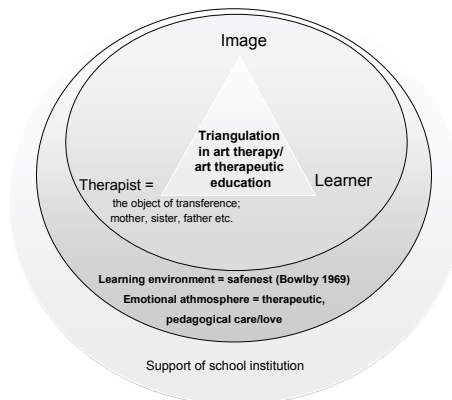 Image
Triangulation
in art therapy/
art therapeutic
education
Therapist =
Learner
the object of transference;
mother, sister, father etc.
Learning environment = safenest (Bowlby 1969)
Emotional athmosphere = therapeutic,
pedagogical care/love
Support of school institution